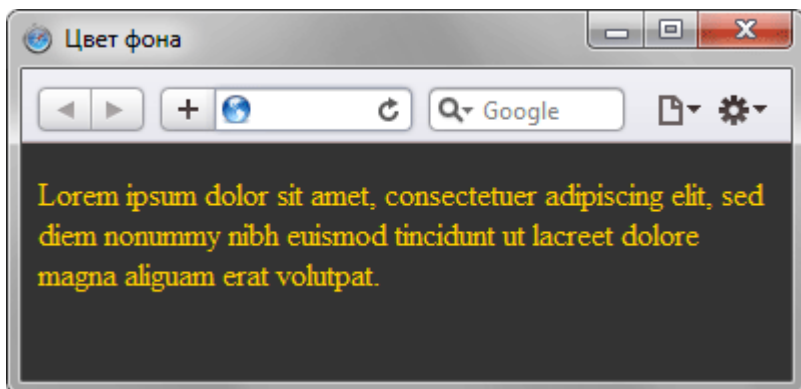 Цвет фона
Google
Lorem ipsum dolor sit amet, consectetuer adipiscing elit, sed
diem nonummy nibh euismod tincidunt ut lacreet dolore
magna aliguam erat volutpat.